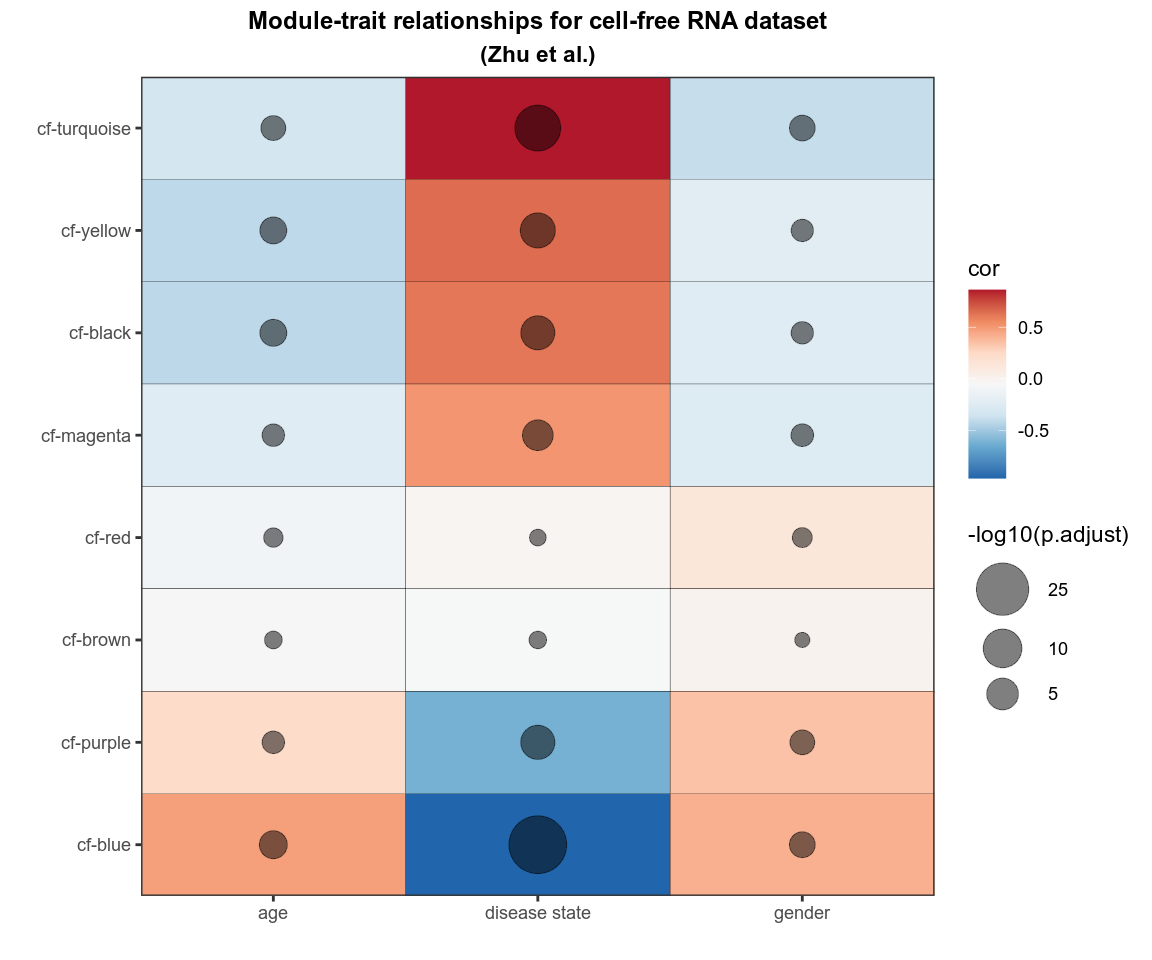 Module-trait relationships for cell-free RNA dataset
(Zhu et al.)
cf-turquoise
cf-yellow
cf-black
cf-magenta
cf-red
cf-brown
cf-purple
cf-blue
age
disease state
gender
cor
0.5
0.0
-0.5
-log10(p.adjust)
25
10
5